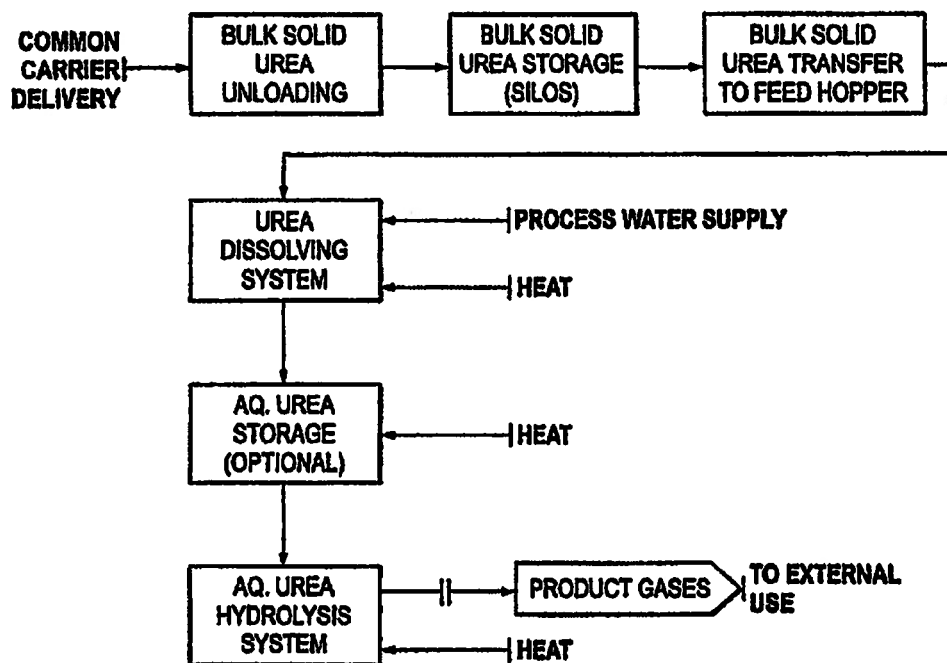 COMMON
CARRIER
DELIVERY
BULK SOLID
UREA
UNLOADING
BULK SOLID
UREA STORAGE
(SILOS)
BULK SOLID
UREA TRANSFER
TO FEED HOPPER
UREA
DISSOLVING
SYSTEM
PROCESS WATER SUPPLY
HEAT
AQ. UREA
STORAGE
(OPTIONAL)
HEAT
AQ. UREA
HYDROLYSIS
SYSTEM
PRODUCT GASES
TO EXTERNAL
USE
HEAT